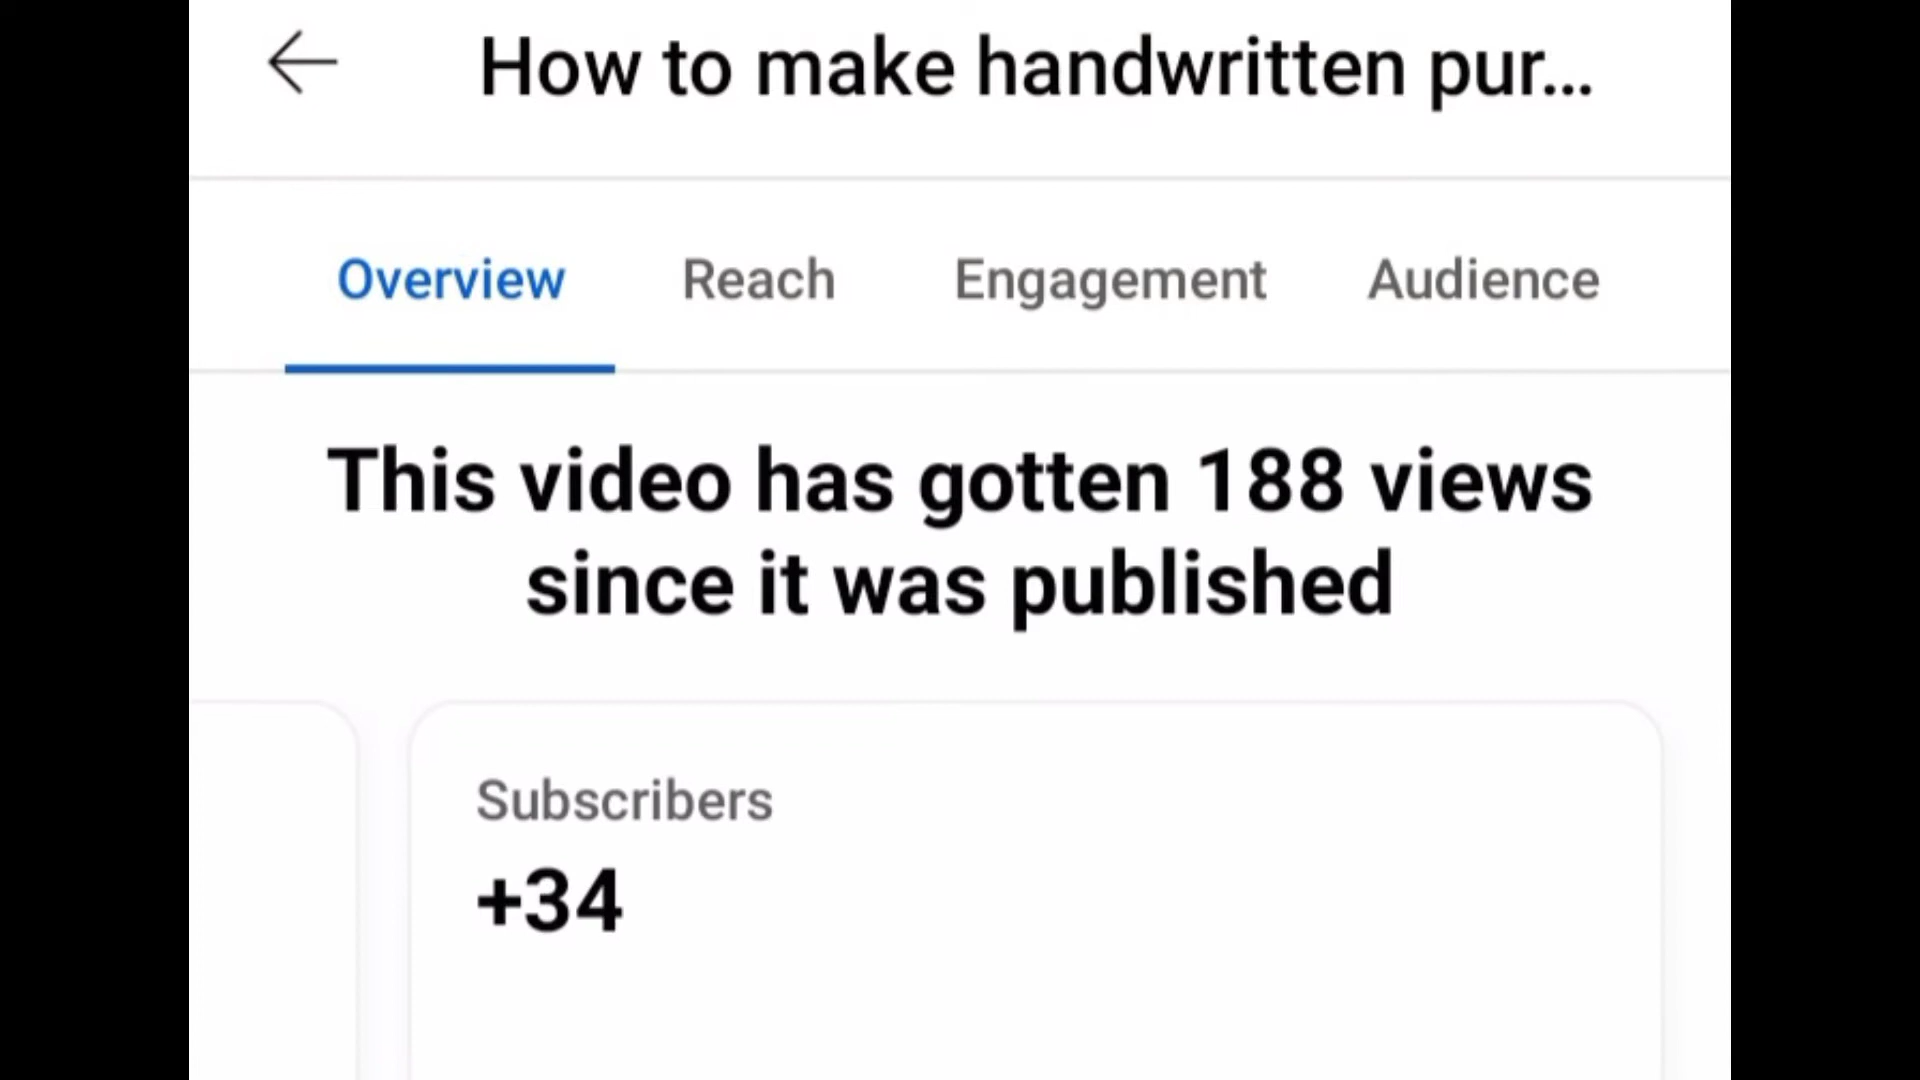 How to make handwritten pur...
Overview Reach Engagement Audience
This video has gotten 188 views
since it was published
Subscribers
+34